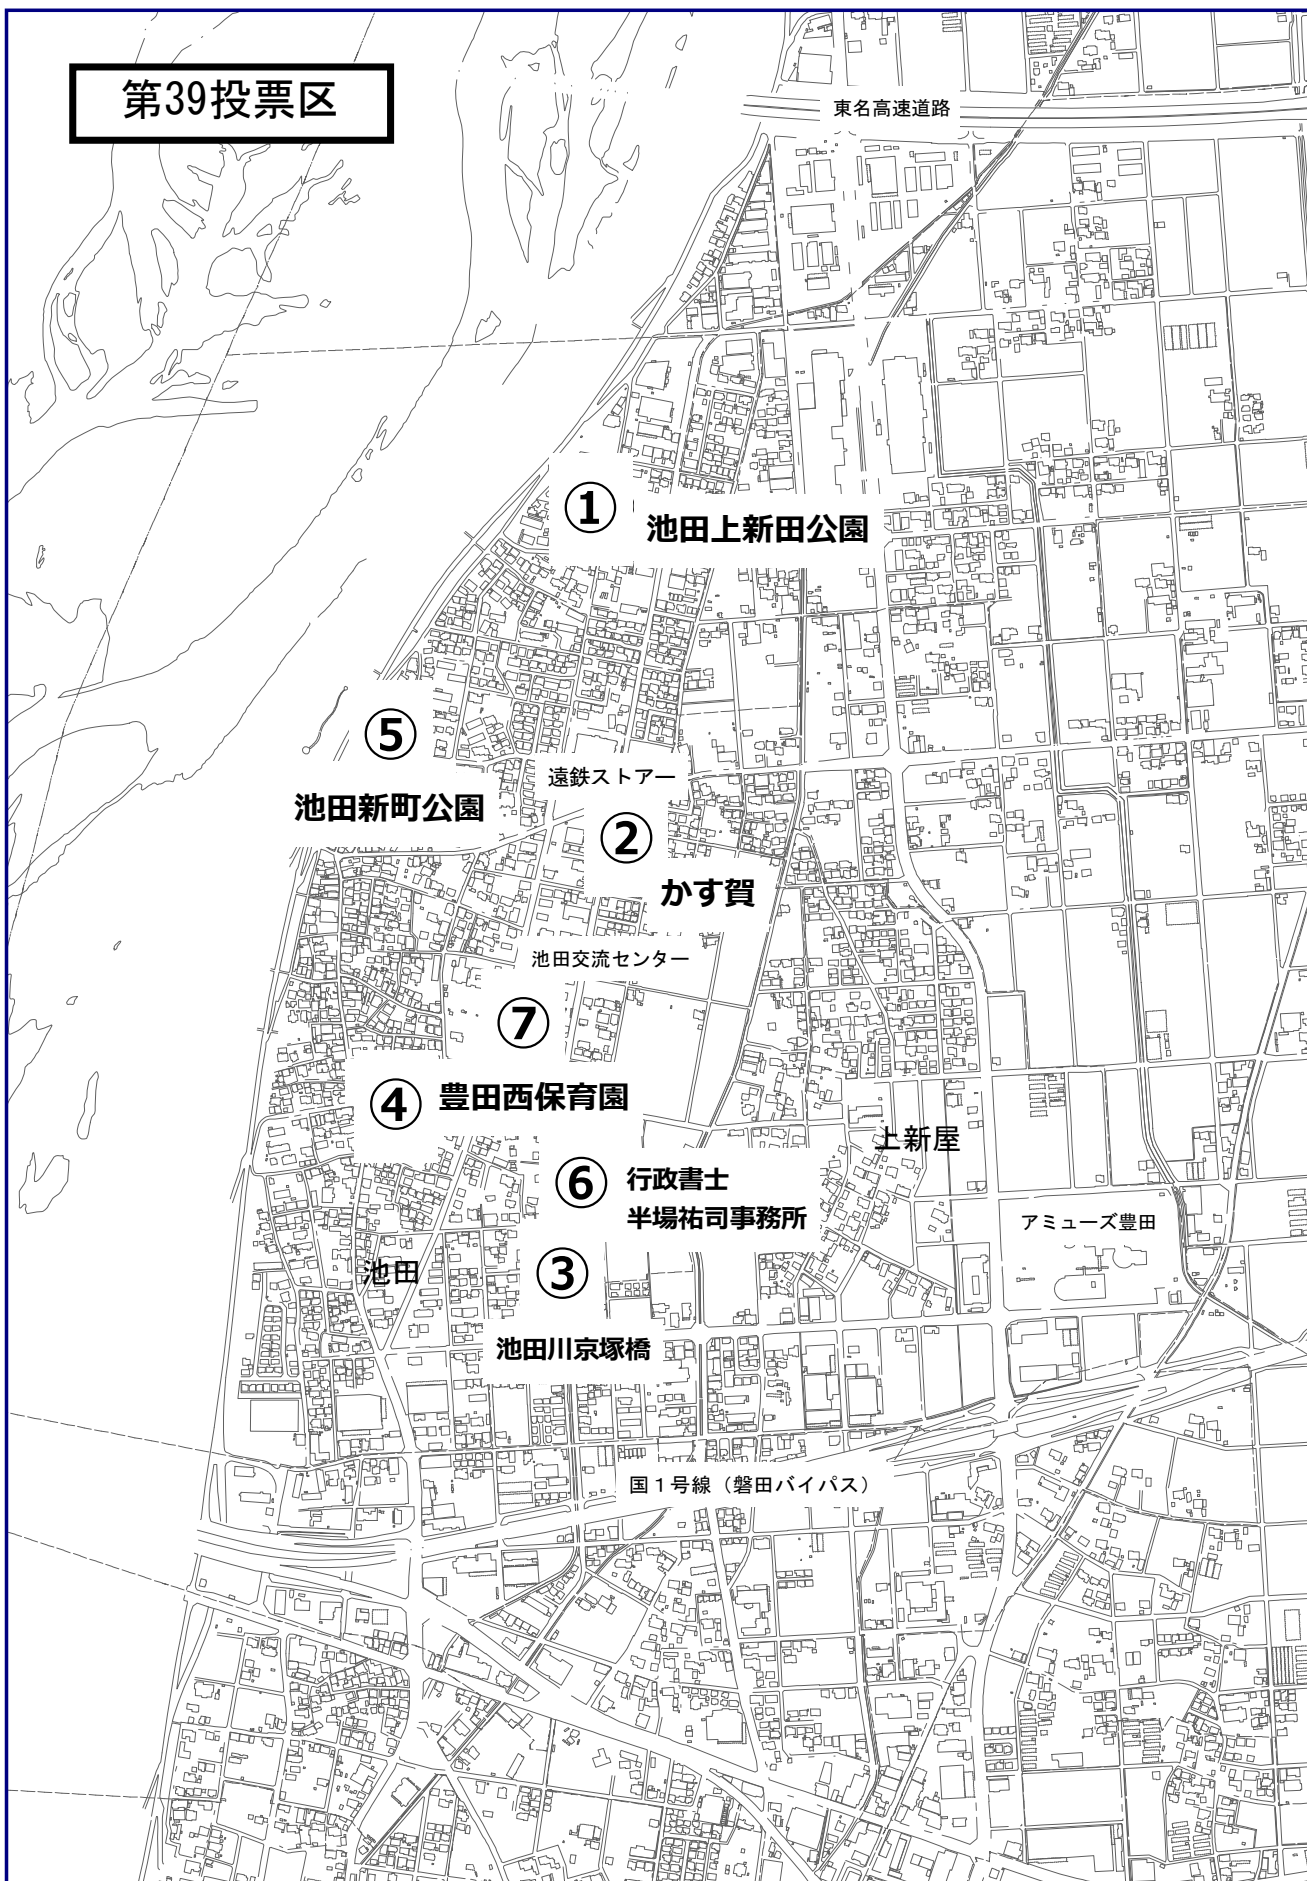 第39投票区
東名高速道路
①
池田上新田公園
⑤
池田新町公園
遠鉄ストアー
②
かす賀
池田交流センター
⑦
④
豊田西保育園
上新屋
⑥
行政書士
半場祐司事務所
アミューズ豊田
池田
③
池田川京塚橋
国1号線（磐田バイパス）